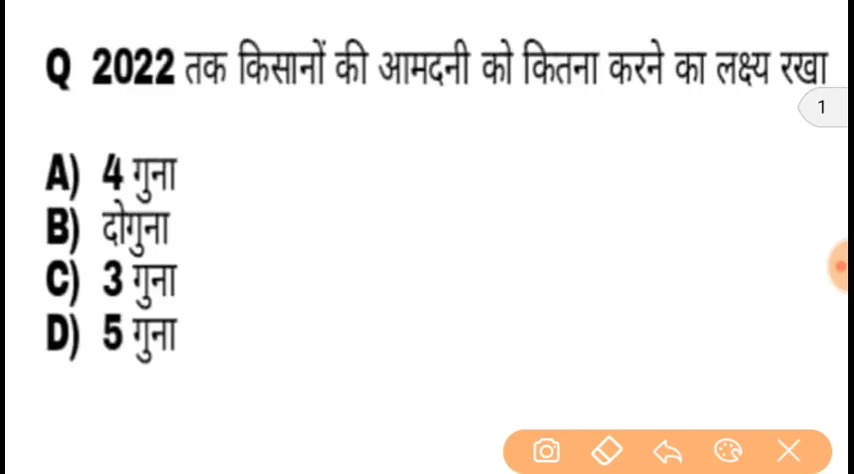 Q 2022 तक किसानों की आमदनी को कितना करने का लक्ष्य रखा
1
A) 4 गुना
B) दोगुना
C) 3 गुना
D) 5 गुना